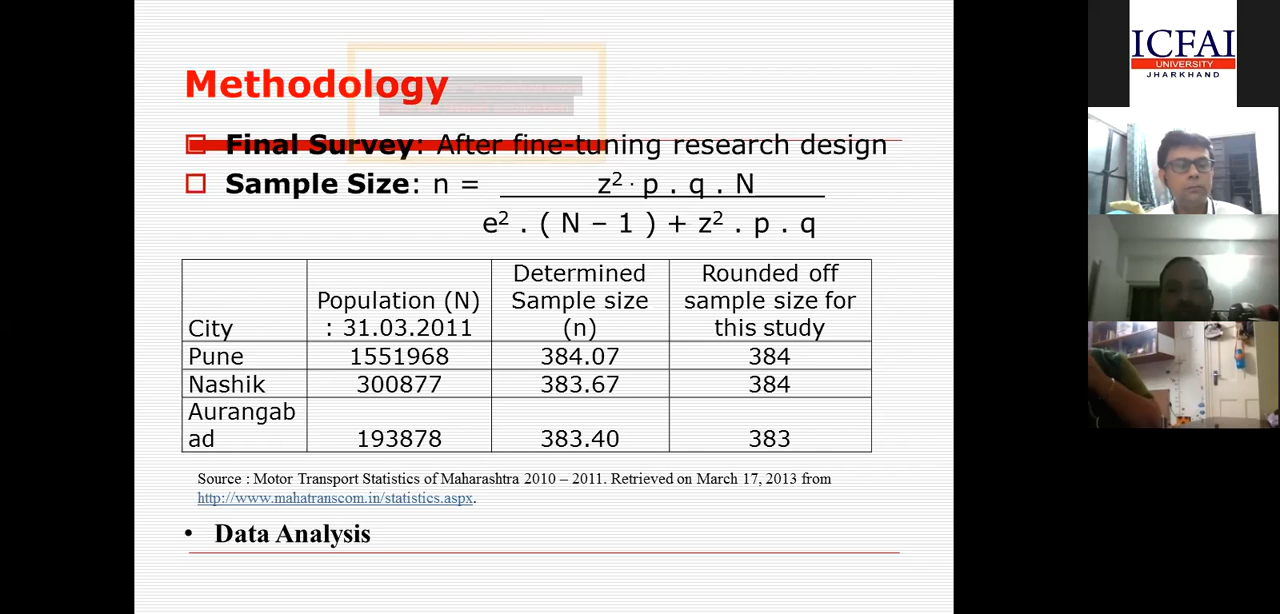 Methodology
Final Survey: After fine-tuning research design
Sample Size: n = z² · p . q . N
e² . ( N – 1 ) + z² . p . q
City
Population (N)
: 31.03.2011
Determined
Sample size
(n)
Rounded off
sample size for
this study
Pune 1551968 384.07 384
Nashik 300877 383.67 384
Aurangab
ad 193878 383.40 383
Source : Motor Transport Statistics of Maharashtra 2010 – 2011. Retrieved on March 17, 2013 from
http://www.mahatranscom.in/statistics.aspx.
• Data Analysis
ICFAI
UNIVERSITY
JHARKHAND